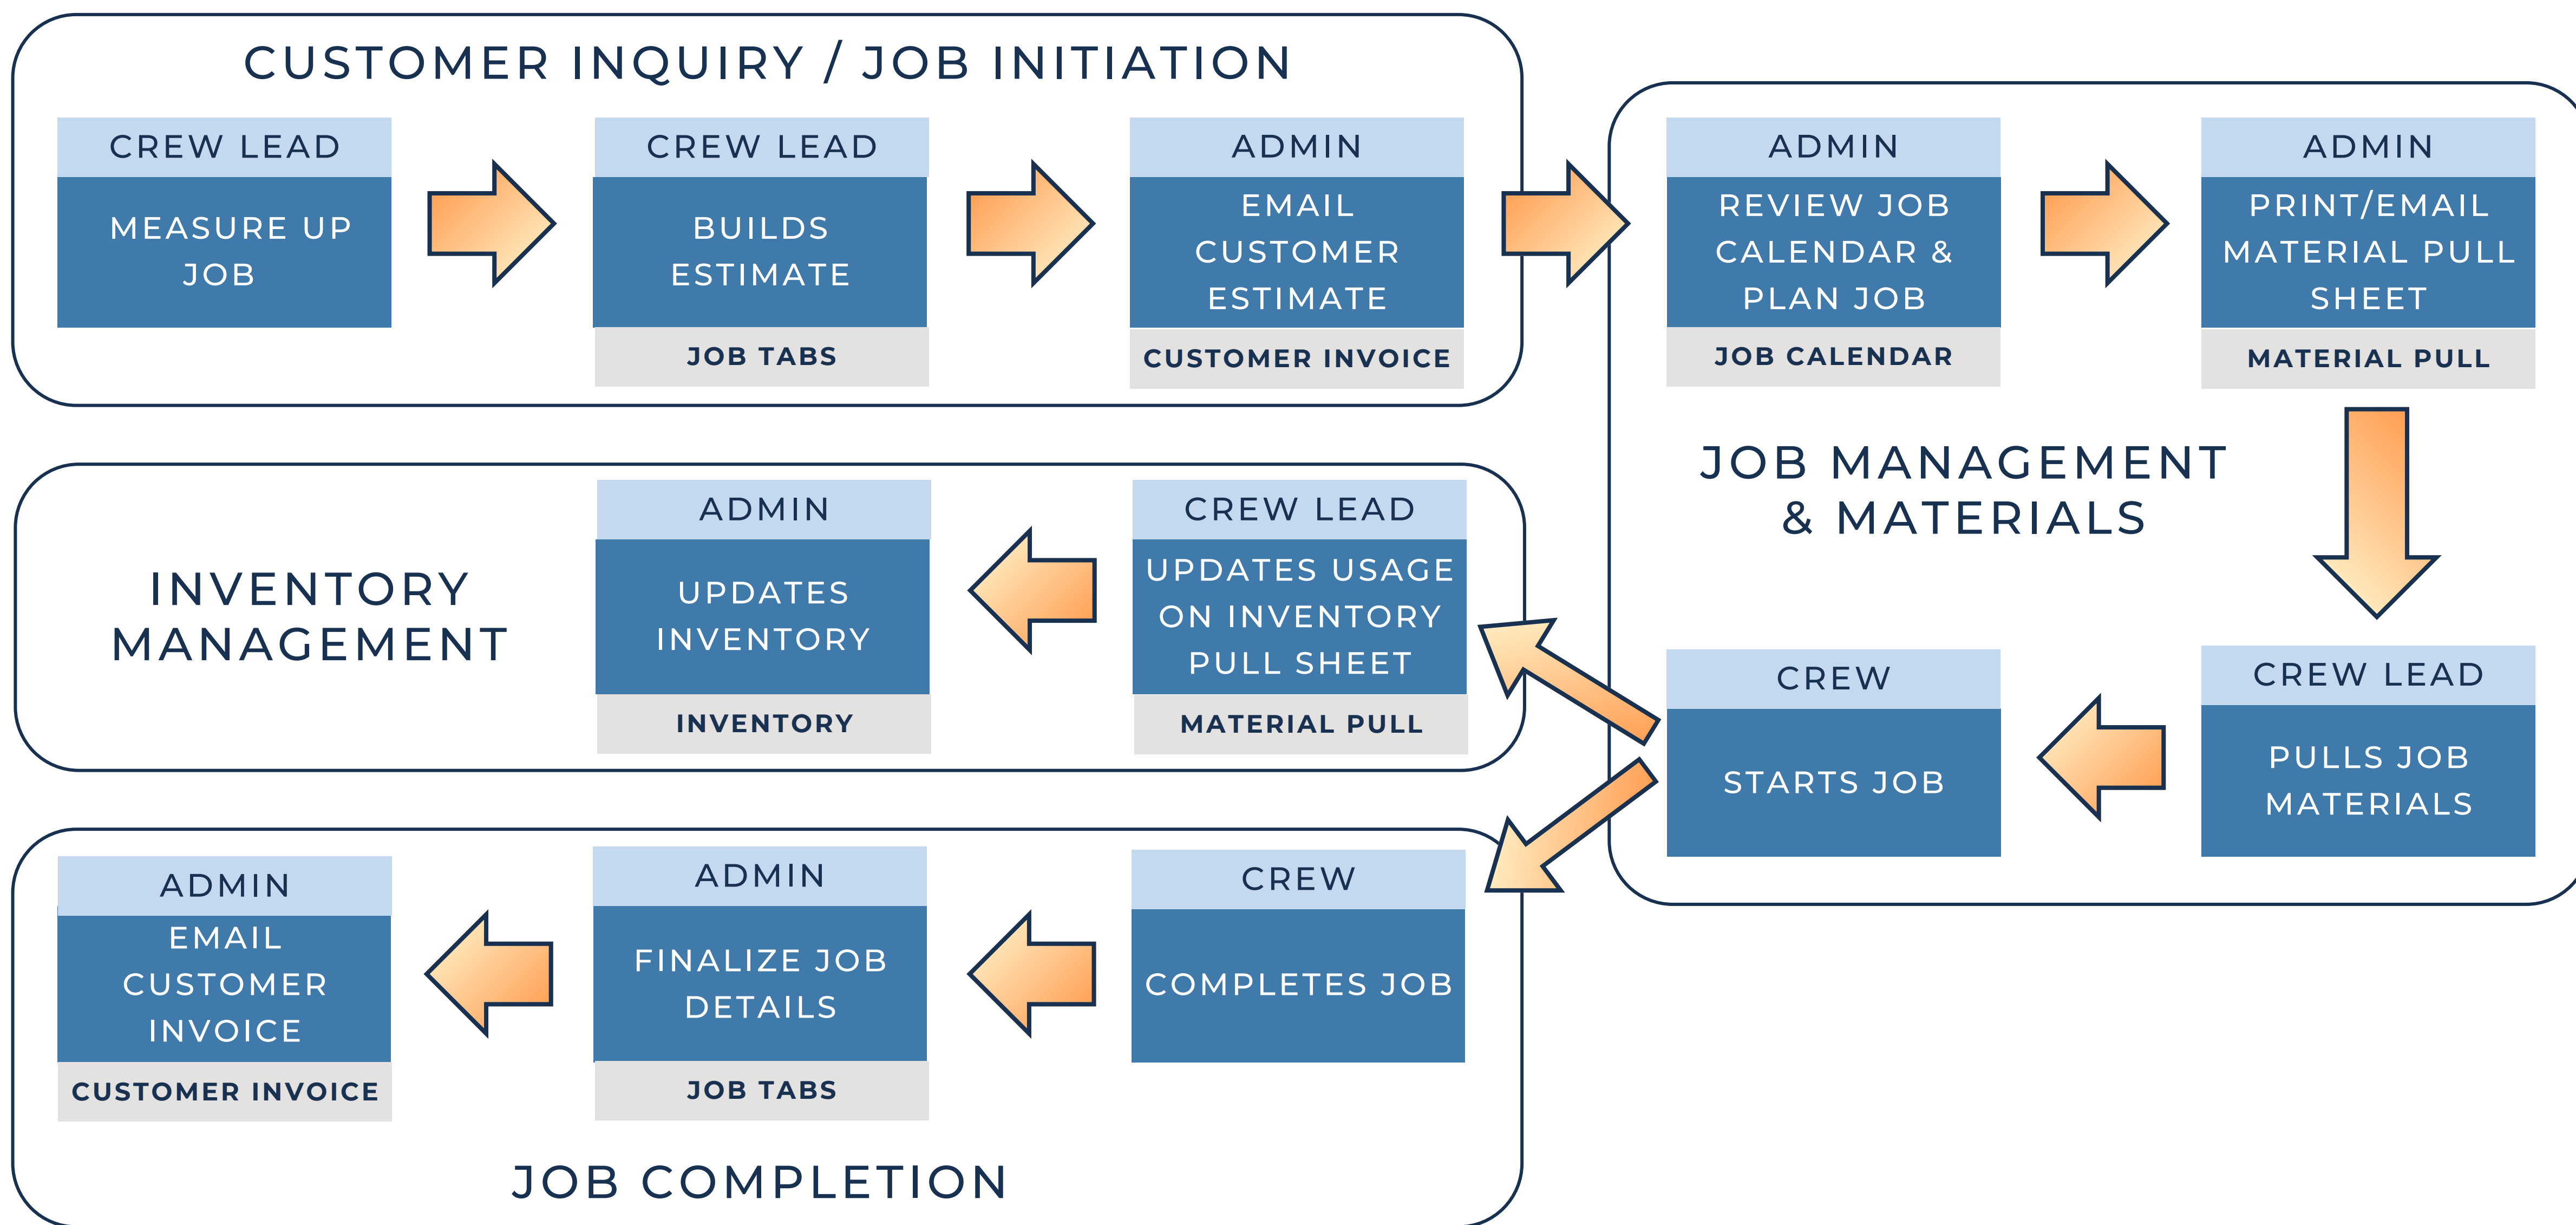 CUSTOMER INQUIRY / JOB INITIATION
CREW LEAD
MEASURE UP
JOB
CREW LEAD
BUILDS
ESTIMATE
JOB TABS
ADMIN
EMAIL
CUSTOMER
ESTIMATE
CUSTOMER INVOICE
ADMIN
REVIEW JOB
CALENDAR &
PLAN JOB
JOB CALENDAR
ADMIN
PRINT/EMAIL
MATERIAL PULL
SHEET
MATERIAL PULL
JOB MANAGEMENT
& MATERIALS
CREW LEAD
PULLS JOB
MATERIALS
CREW
STARTS JOB
CREW LEAD
UPDATES USAGE
ON INVENTORY
PULL SHEET
MATERIAL PULL
ADMIN
UPDATES
INVENTORY
INVENTORY
INVENTORY
MANAGEMENT
CREW
COMPLETES JOB
ADMIN
FINALIZE JOB
DETAILS
JOB TABS
ADMIN
EMAIL
CUSTOMER
INVOICE
CUSTOMER INVOICE
JOB COMPLETION